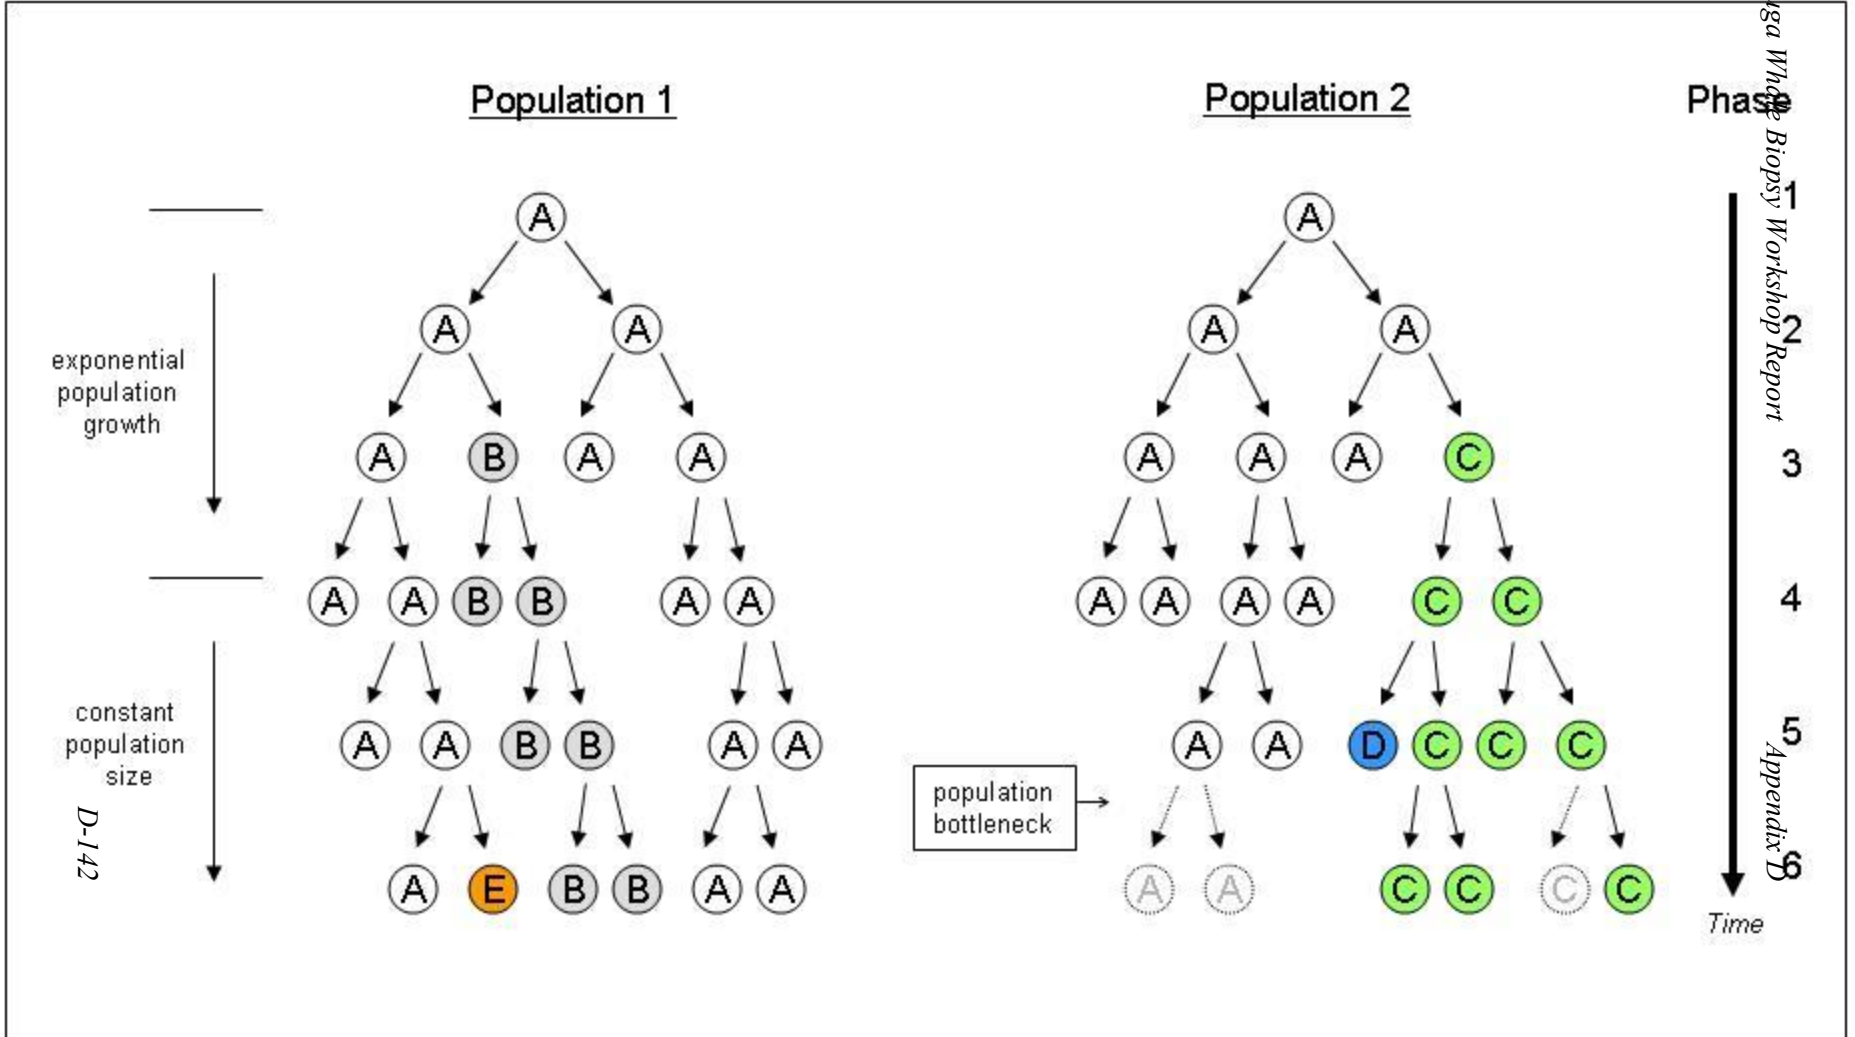 Population 1
Population 2
Phase
A
A
1
A
A
A
A
2
exponential
population
growth
A
B
A
A
A
A
A
C
3
A
A
B
B
A
A
A
A
A
A
C
C
4
constant
population
size
A
A
B
B
A
A
A
A
D
C
C
C
5
population
bottleneck
A
E
B
B
A
A
A
A
C
C
C
C
6
Time
D-142
uga Whale Biopsy Workshop Report
Appendix D